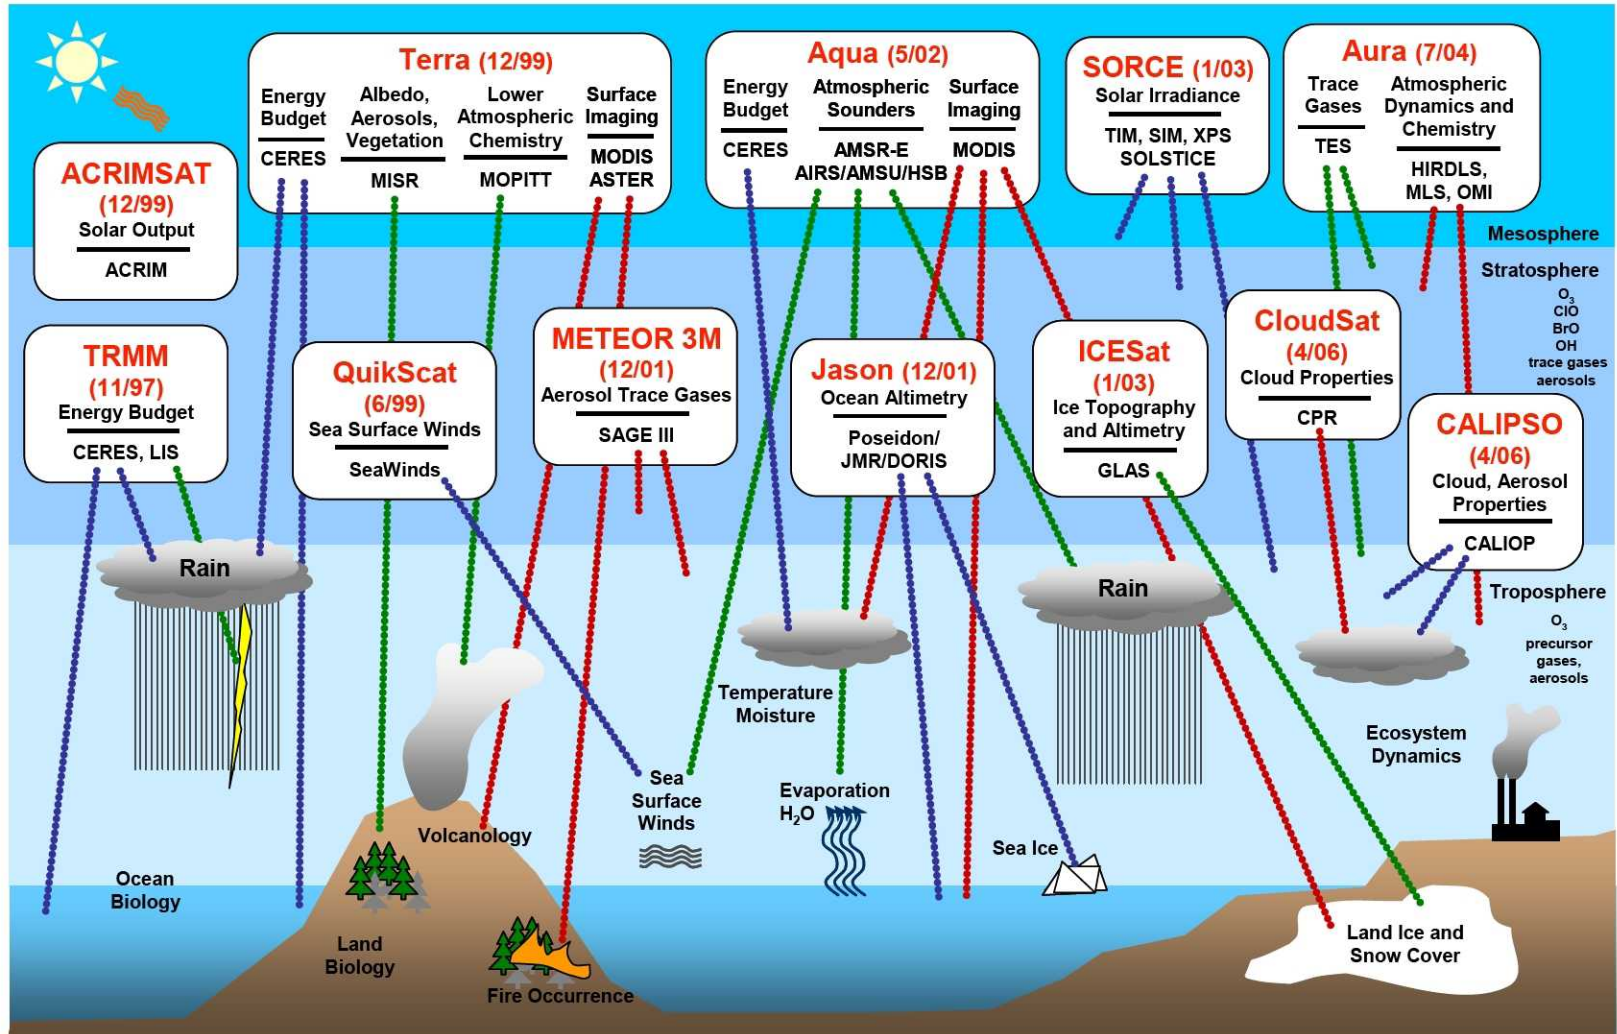 Terra (12/99)
Energy
Budget
CERES
Albedo,
Aerosols,
Vegetation
MISR
Lower
Atmospheric
Chemistry
MOPITT
Surface
Imaging
MODIS
ASTER
Aqua (5/02)
Energy
Budget
CERES
Atmospheric
Sounders
AMSR-E
AIRS/AMSU/HSB
Surface
Imaging
MODIS
SORCE (1/03)
Solar Irradiance
TIM, SIM, XPS
SOLSTICE
Aura (7/04)
Trace
Gases
TES
Atmospheric
Dynamics and
Chemistry
HIRDLS,
MLS, OMI
ACRIMSAT
(12/99)
Solar Output
ACRIM
Mesosphere
Stratosphere
O3
ClO
BrO
OH
trace gases
aerosols
TRMM
(11/97)
Energy Budget
CERES, LIS
QuikScat
(6/99)
Sea Surface Winds
SeaWinds
METEOR 3M
(12/01)
Aerosol Trace Gases
SAGE III
Jason (12/01)
Ocean Altimetry
Poseidon/
JMR/DORIS
ICESat
(1/03)
Ice Topography
and Altimetry
GLAS
CloudSat
(4/06)
Cloud Properties
CPR
CALIPSO
(4/06)
Cloud, Aerosol
Properties
CALIOP
Rain
Rain
Troposphere
O3
precursor
gases,
aerosols
Temperature
Moisture
Ecosystem
Dynamics
Sea
Surface
Winds
Evaporation
H2O
Volcanology
Sea Ice
Ocean
Biology
Land
Biology
Land Ice and
Snow Cover
Fire Occurrence